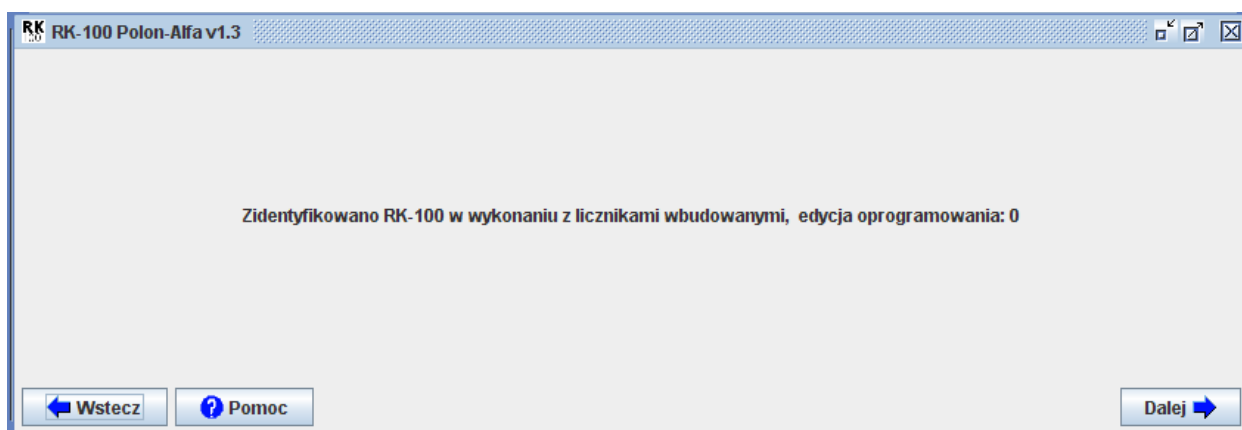 RK-100 Polon-Alfa v1.3
Zidentyfikowano RK-100 w wykonaniu z licznikami wbudowanymi, edycja oprogramowania: 0
Wstecz
Pomoc
Dalej